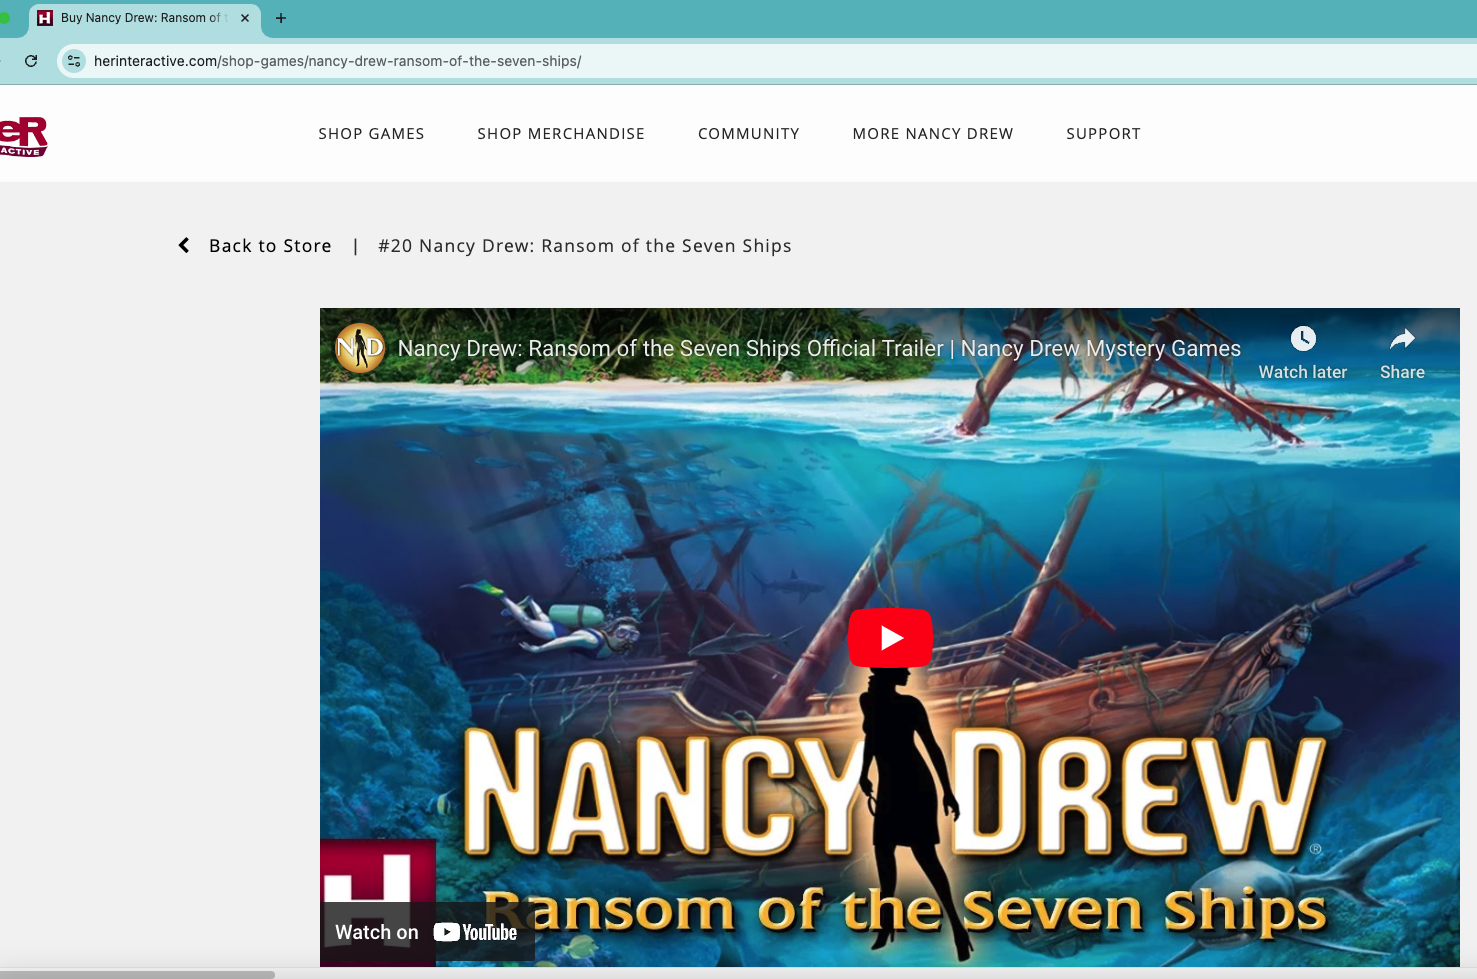 Buy Nancy Drew: Ransom of t
herinteractive.com/shop-games/nancy-drew-ransom-of-the-seven-ships/
eR
ACTIVE
SHOP GAMES
SHOP MERCHANDISE
COMMUNITY
MORE NANCY DREW
SUPPORT
Back to Store | #20 Nancy Drew: Ransom of the Seven Ships
ND
Nancy Drew: Ransom of the Seven Ships Official Trailer | Nancy Drew Mystery Games
Watch later
Share
NANCY DREW®
Ransom of the Seven Ships
H
Watch on YouTube